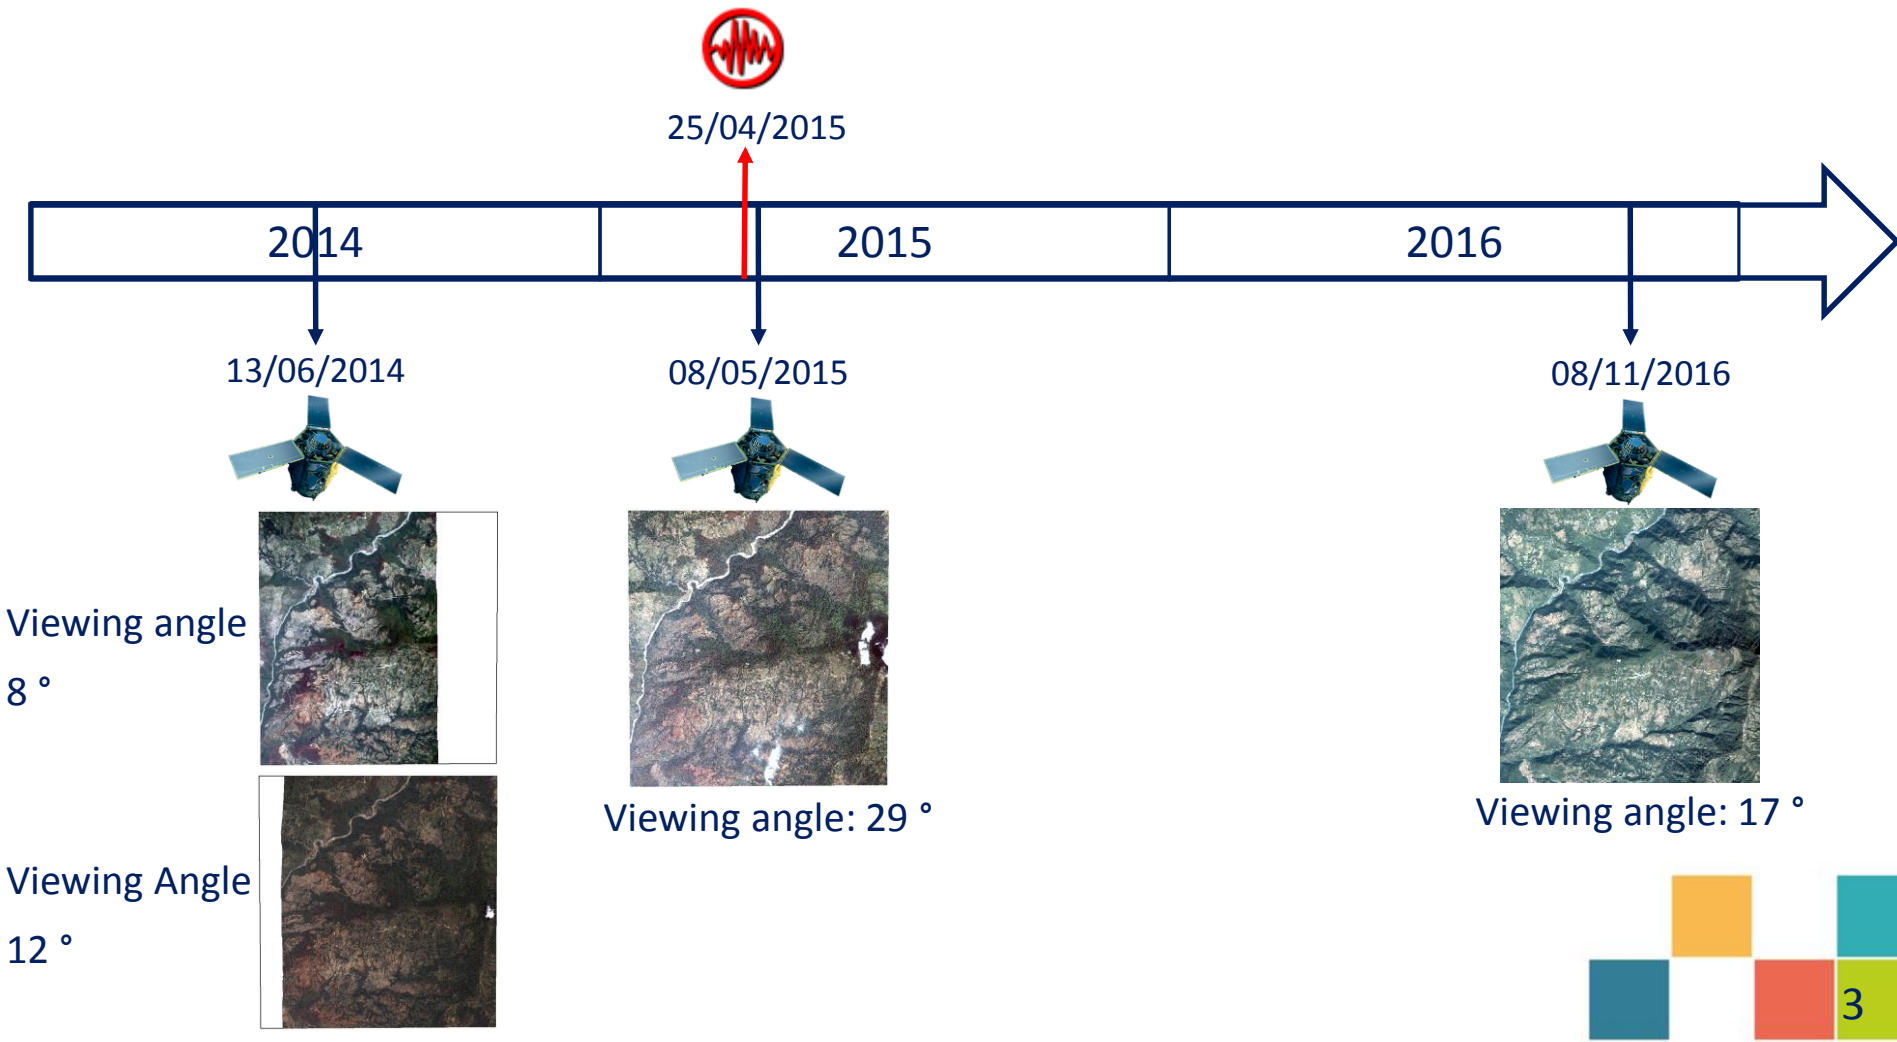 25/04/2015
2014
2015
2016
13/06/2014
08/05/2015
08/11/2016
Viewing angle
8 °
Viewing angle: 29 °
Viewing angle: 17 °
Viewing Angle
12 °
3